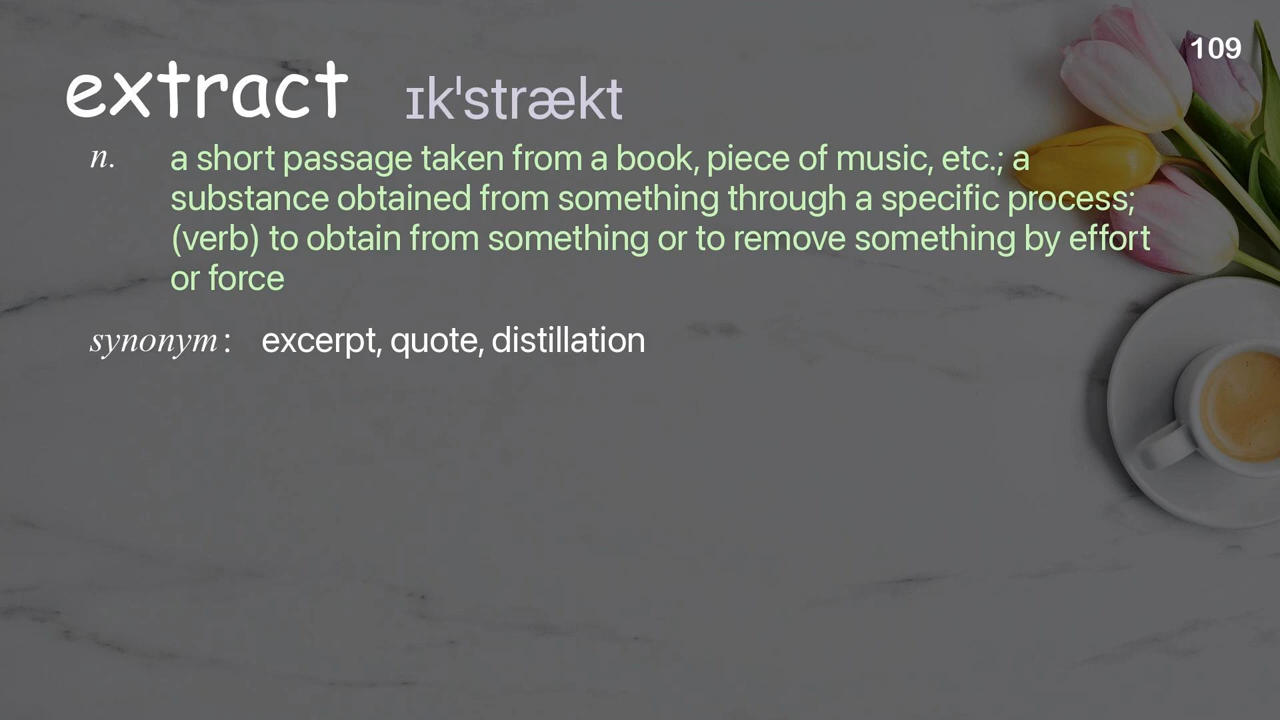 109
extract ɪk'strækt
n. a short passage taken from a book, piece of music, etc.; a
substance obtained from something through a specific process;
(verb) to obtain from something or to remove something by effort
or force
synonym: excerpt, quote, distillation